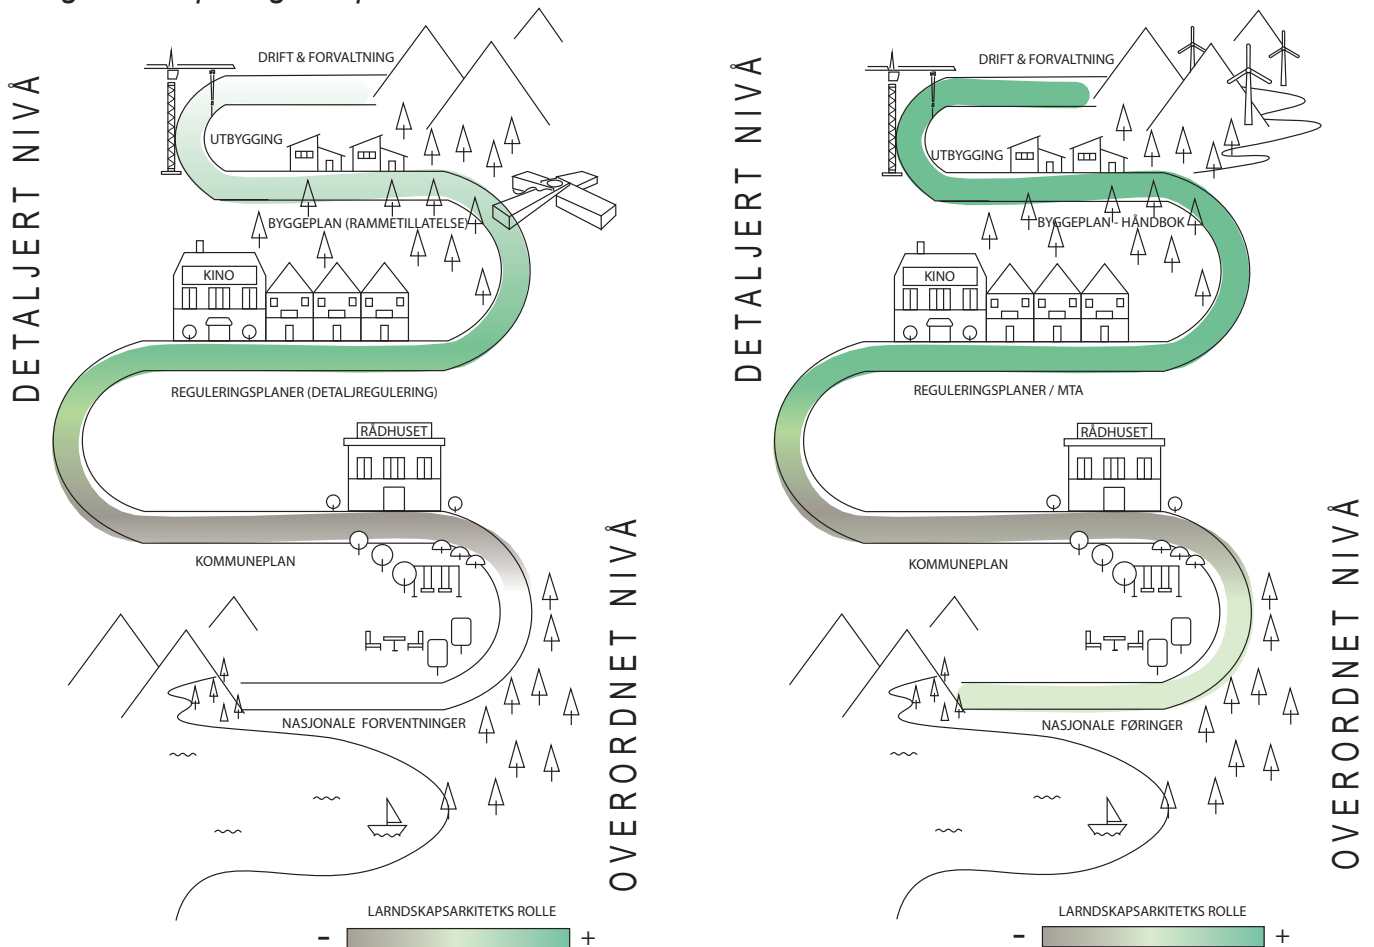 DRIFT & FORVALTNING
UTBYGGING
BYGGEPLAN (RAMMETILLATELSE)
KINO
REGULERINGSPLANER (DETALJREGULERING)
RÅDHUSET
KOMMUNEPLAN
NASJONALE FORVENTNINGER
DETALJERT NIVÅ
OVERORDNET NIVÅ
LARNDSKAPSARKITETKS ROLLE
- +
DRIFT & FORVALTNING
UTBYGGING
BYGGEPLAN - HÅNDBOK
KINO
REGULERINGSPLANER / MTA
RÅDHUSET
KOMMUNEPLAN
NASJONALE FØRINGER
DETALJERT NIVÅ
OVERORDNET NIVÅ
LARNDSKAPSARKITETKS ROLLE
- +